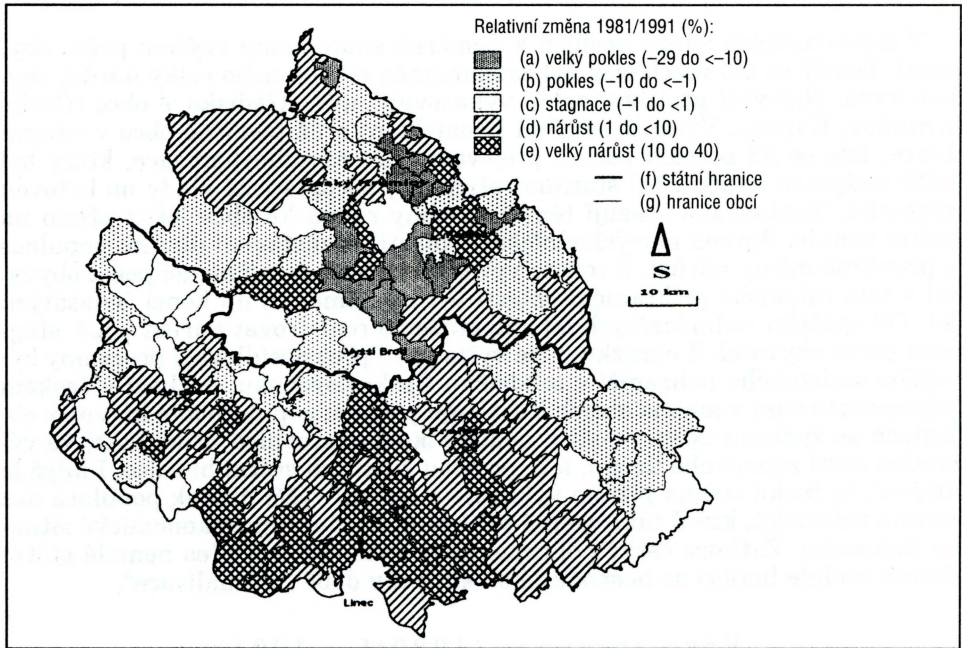 Relativní změna 1981/1991 (%):
(a) velký pokles (–29 do <–10)
(b) pokles (–10 do <–1)
(c) stagnace (–1 do <1)
(d) nárůst (1 do <10)
(e) velký nárůst (10 do 40)
(f) státní hranice
(g) hranice obcí
S
10 km
Vyšší Brod
Linec